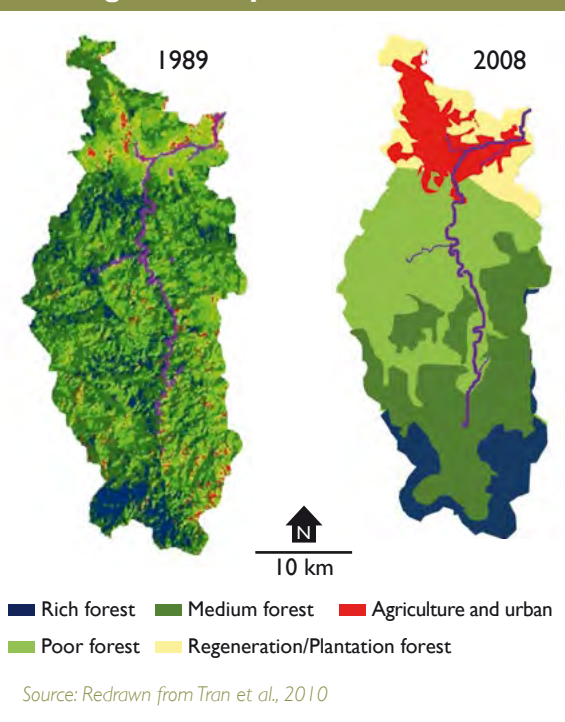 1989
2008
N
10 km
Rich forest Medium forest Agriculture and urban
Poor forest Regeneration/Plantation forest
Source: Redrawn from Tran et al., 2010